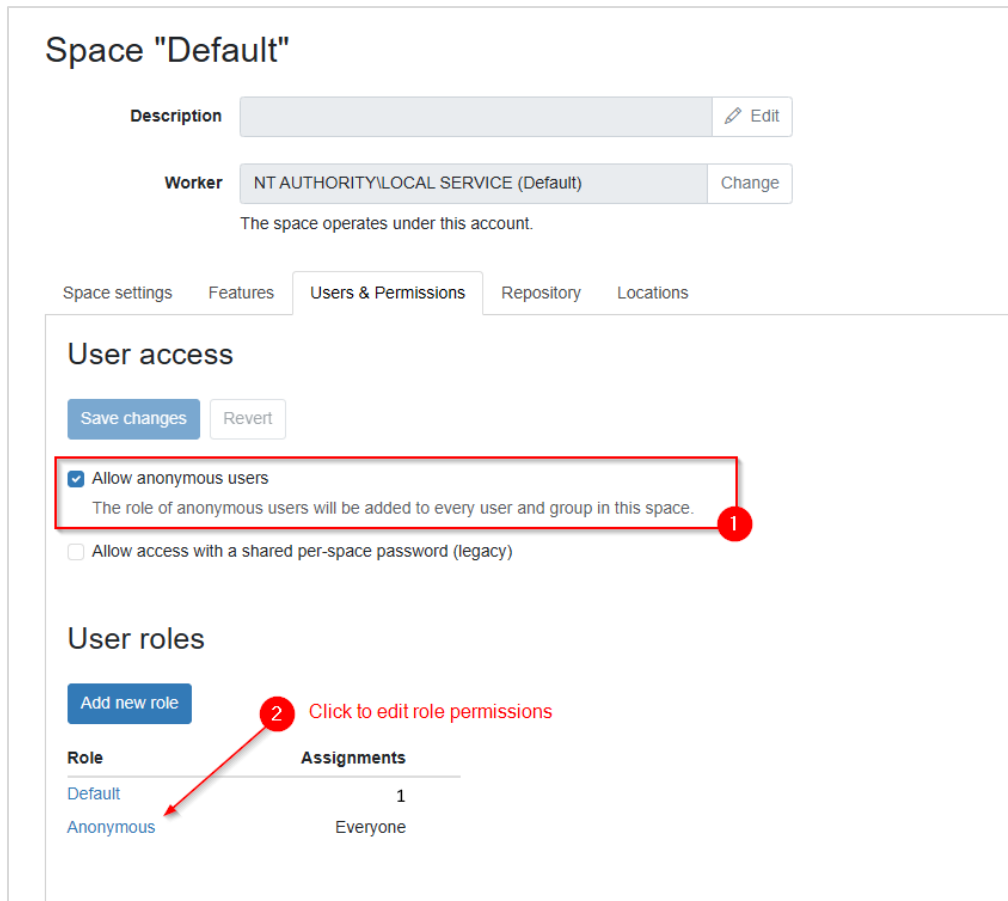 Space "Default"
Description
Edit
Worker
NT AUTHORITY\LOCAL SERVICE (Default)
Change
The space operates under this account.
Space settings
Features
Users & Permissions
Repository
Locations
User access
Save changes
Revert
Allow anonymous users
The role of anonymous users will be added to every user and group in this space.
1
Allow access with a shared per-space password (legacy)
User roles
Add new role
2
Click to edit role permissions
Role
Assignments
Default
1
Anonymous
Everyone